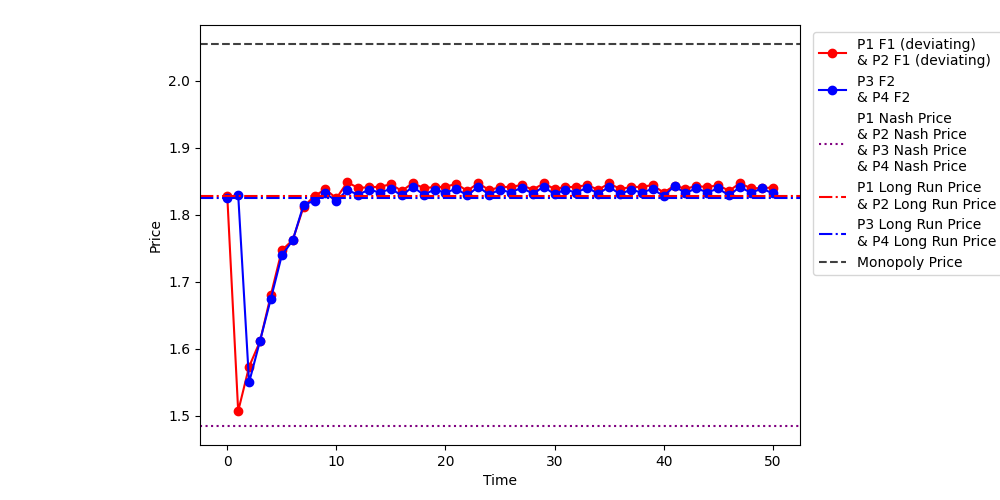 2.0
1.9
1.8
1.7
1.6
1.5
Price
0 10 20 30 40 50
Time
P1 F1 (deviating)
& P2 F1 (deviating)
P3 F2
& P4 F2
P1 Nash Price
& P2 Nash Price
& P3 Nash Price
& P4 Nash Price
P1 Long Run Price
& P2 Long Run Price
P3 Long Run Price
& P4 Long Run Price
Monopoly Price